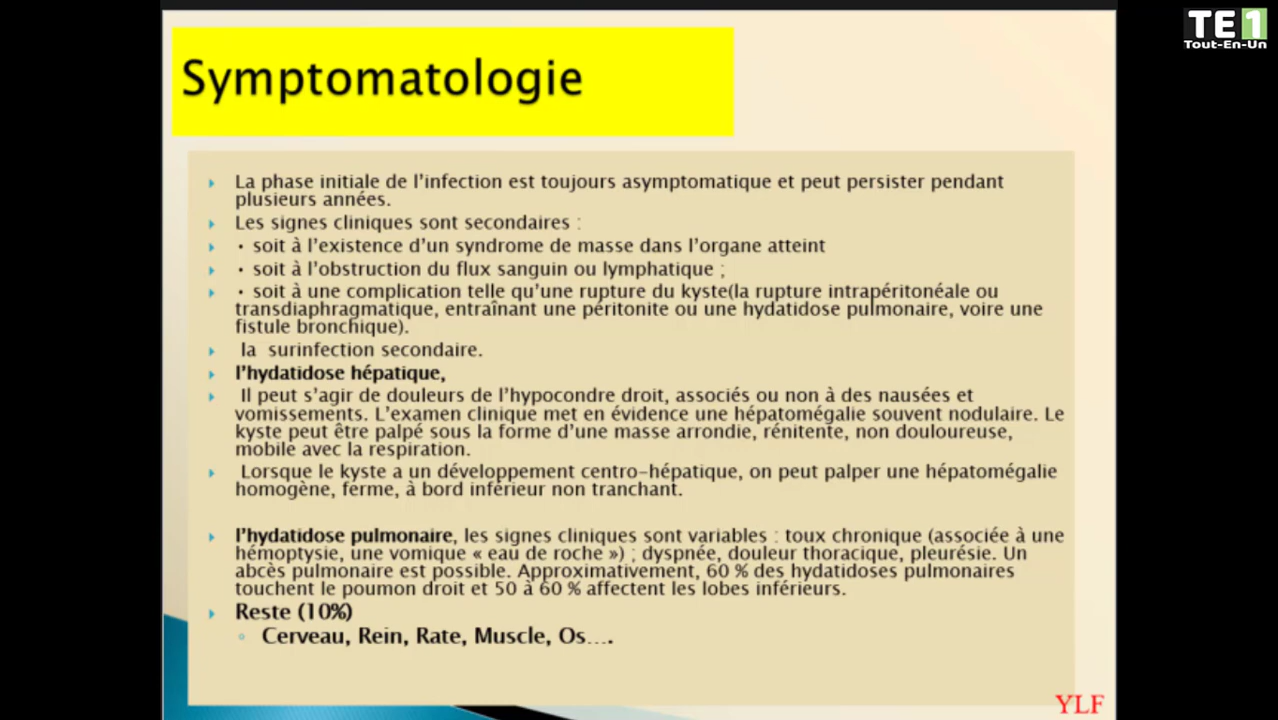 TE1
Tout-En-Un
Symptomatologie
La phase initiale de l'infection est toujours asymptomatique et peut persister pendant
plusieurs années.
Les signes cliniques sont secondaires :
• soit à l'existence d'un syndrome de masse dans l'organe atteint
• soit à l'obstruction du flux sanguin ou lymphatique ;
• soit à une complication telle qu'une rupture du kyste(la rupture intrapéritonéale ou
transdiaphragmatique, entraînant une péritonite ou une hydatidose pulmonaire, voire une
fistule bronchique).
la surinfection secondaire.
l'hydatidose hépatique,
Il peut s'agir de douleurs de l'hypocondre droit, associés ou non à des nausées et
vomissements. L'examen clinique met en évidence une hépatomégalie souvent nodulaire. Le
kyste peut être palpé sous la forme d'une masse arrondie, rénitente, non douloureuse,
mobile avec la respiration.
Lorsque le kyste a un développement centro-hépatique, on peut palper une hépatomégalie
homogène, ferme, à bord inférieur non tranchant.
l'hydatidose pulmonaire, les signes cliniques sont variables : toux chronique (associée à une
hémoptysie, une vomique « eau de roche ») ; dyspnée, douleur thoracique, pleurésie. Un
abcès pulmonaire est possible. Approximativement, 60 % des hydatidoses pulmonaires
touchent le poumon droit et 50 à 60 % affectent les lobes inférieurs.
Reste (10%)
Cerveau, Rein, Rate, Muscle, Os….
YLF